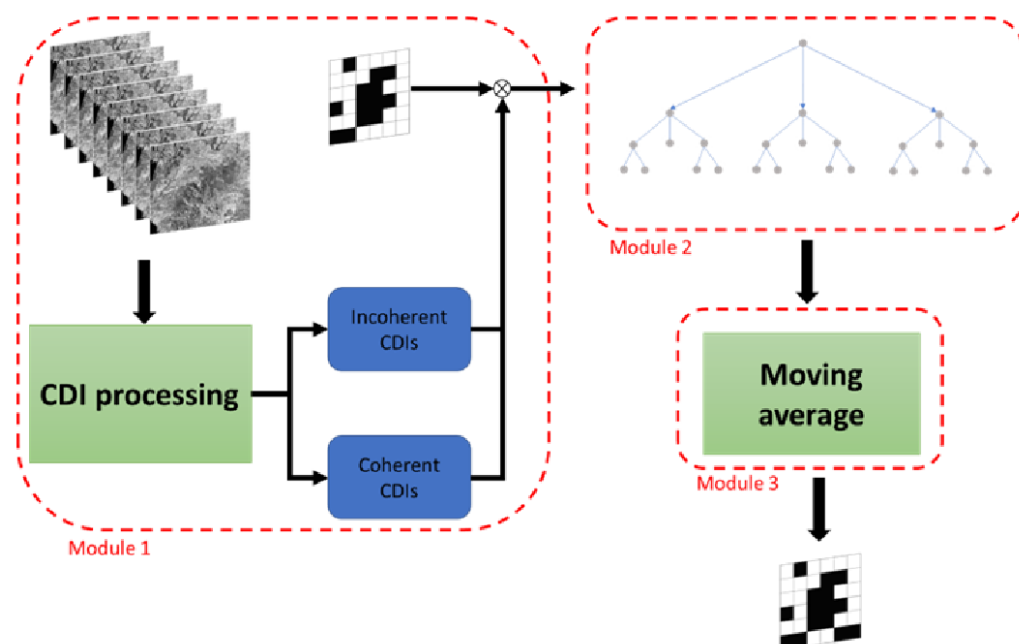 Module 2
Incoherent
CDIs
CDI processing
Moving
average
Coherent
CDIs
Module 3
Module 1